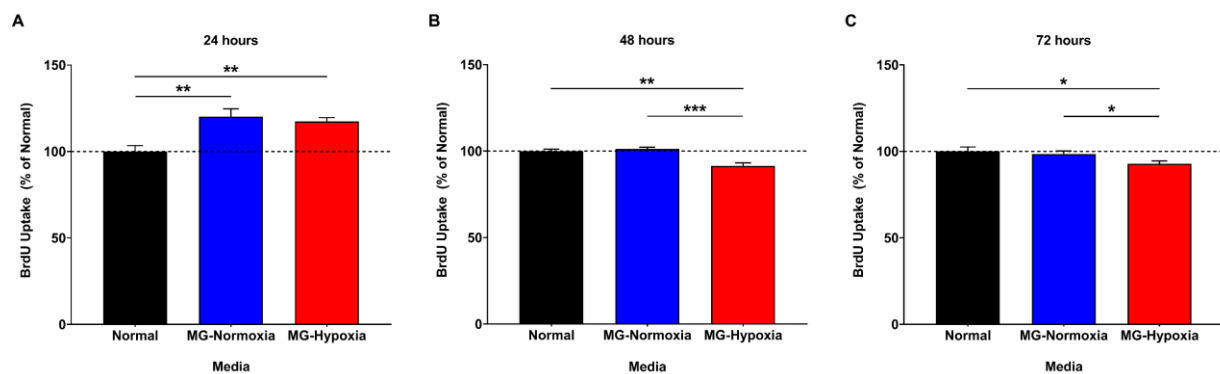 A
24 hours
BrdU Uptake (% of Normal)
150
100
50
0
**
**
Normal
MG-Normoxia
MG-Hypoxia
Media
B
48 hours
BrdU Uptake (% of Normal)
150
100
50
0
**
***
Normal
MG-Normoxia
MG-Hypoxia
Media
C
72 hours
BrdU Uptake (% of Normal)
150
100
50
0
*
*
Normal
MG-Normoxia
MG-Hypoxia
Media